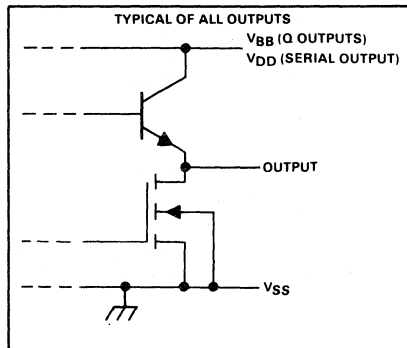 TYPICAL OF ALL OUTPUTS
VBB (Q OUTPUTS)
VDD (SERIAL OUTPUT)
OUTPUT
VSS